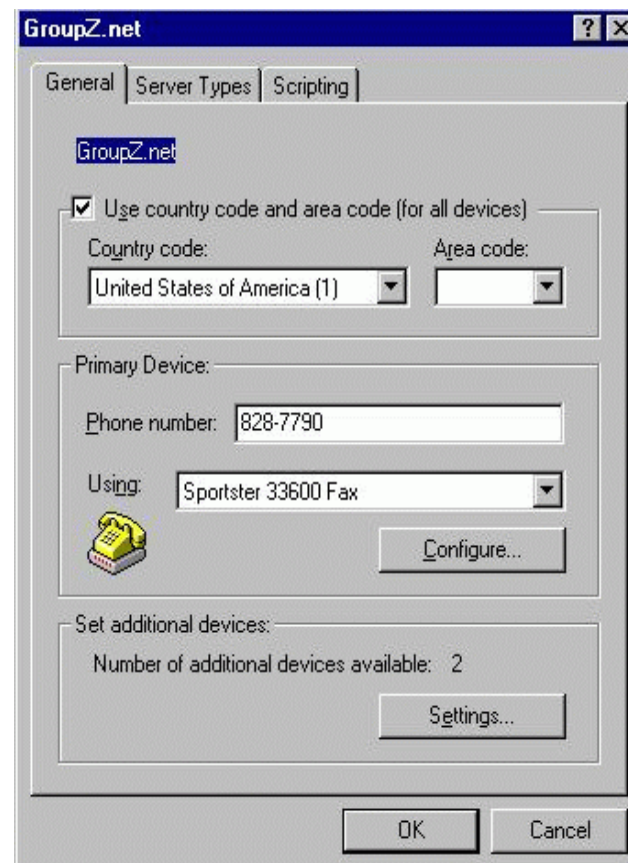 GroupZ.net
General Server Types Scripting
GroupZ.net
Use country code and area code (for all devices)
Country code: Area code:
United States of America (1)
Primary Device:
Phone number: 828-7790
Using: Sportster 33600 Fax
Configure...
Set additional devices:
Number of additional devices available: 2
Settings...
OK Cancel